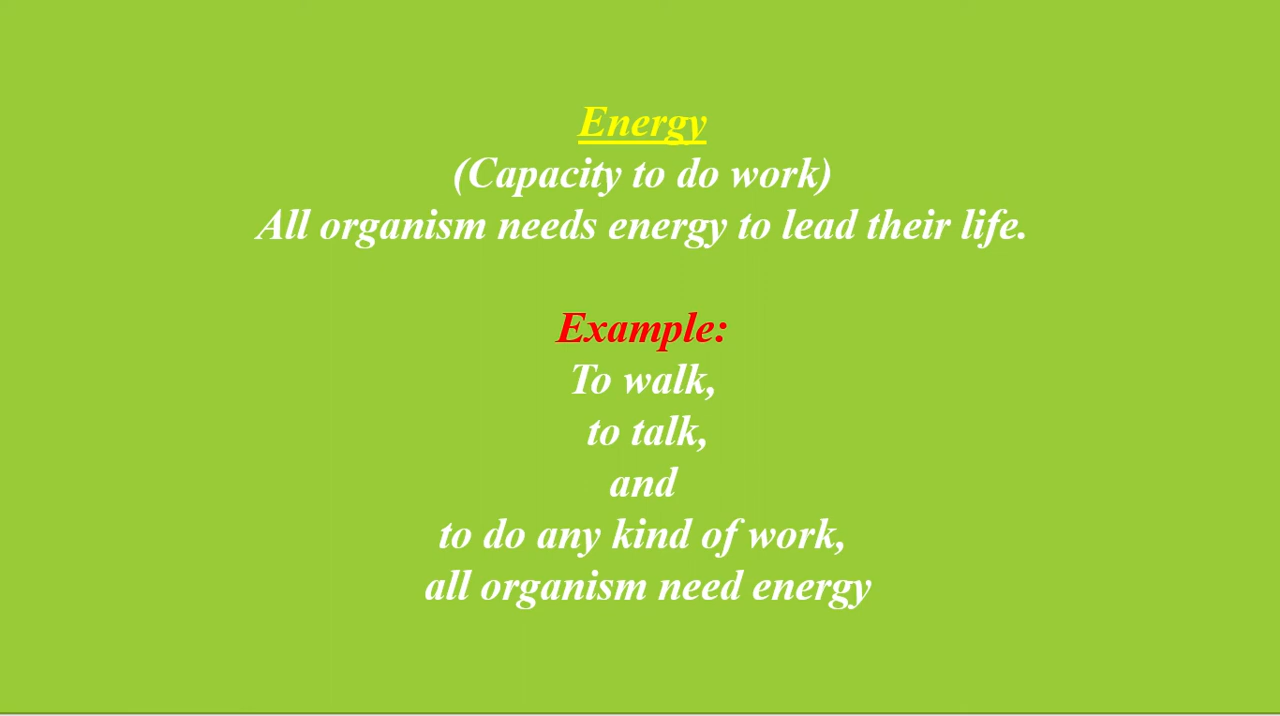 Energy
(Capacity to do work)
All organism needs energy to lead their life.
Example:
To walk,
to talk,
and
to do any kind of work,
all organism need energy